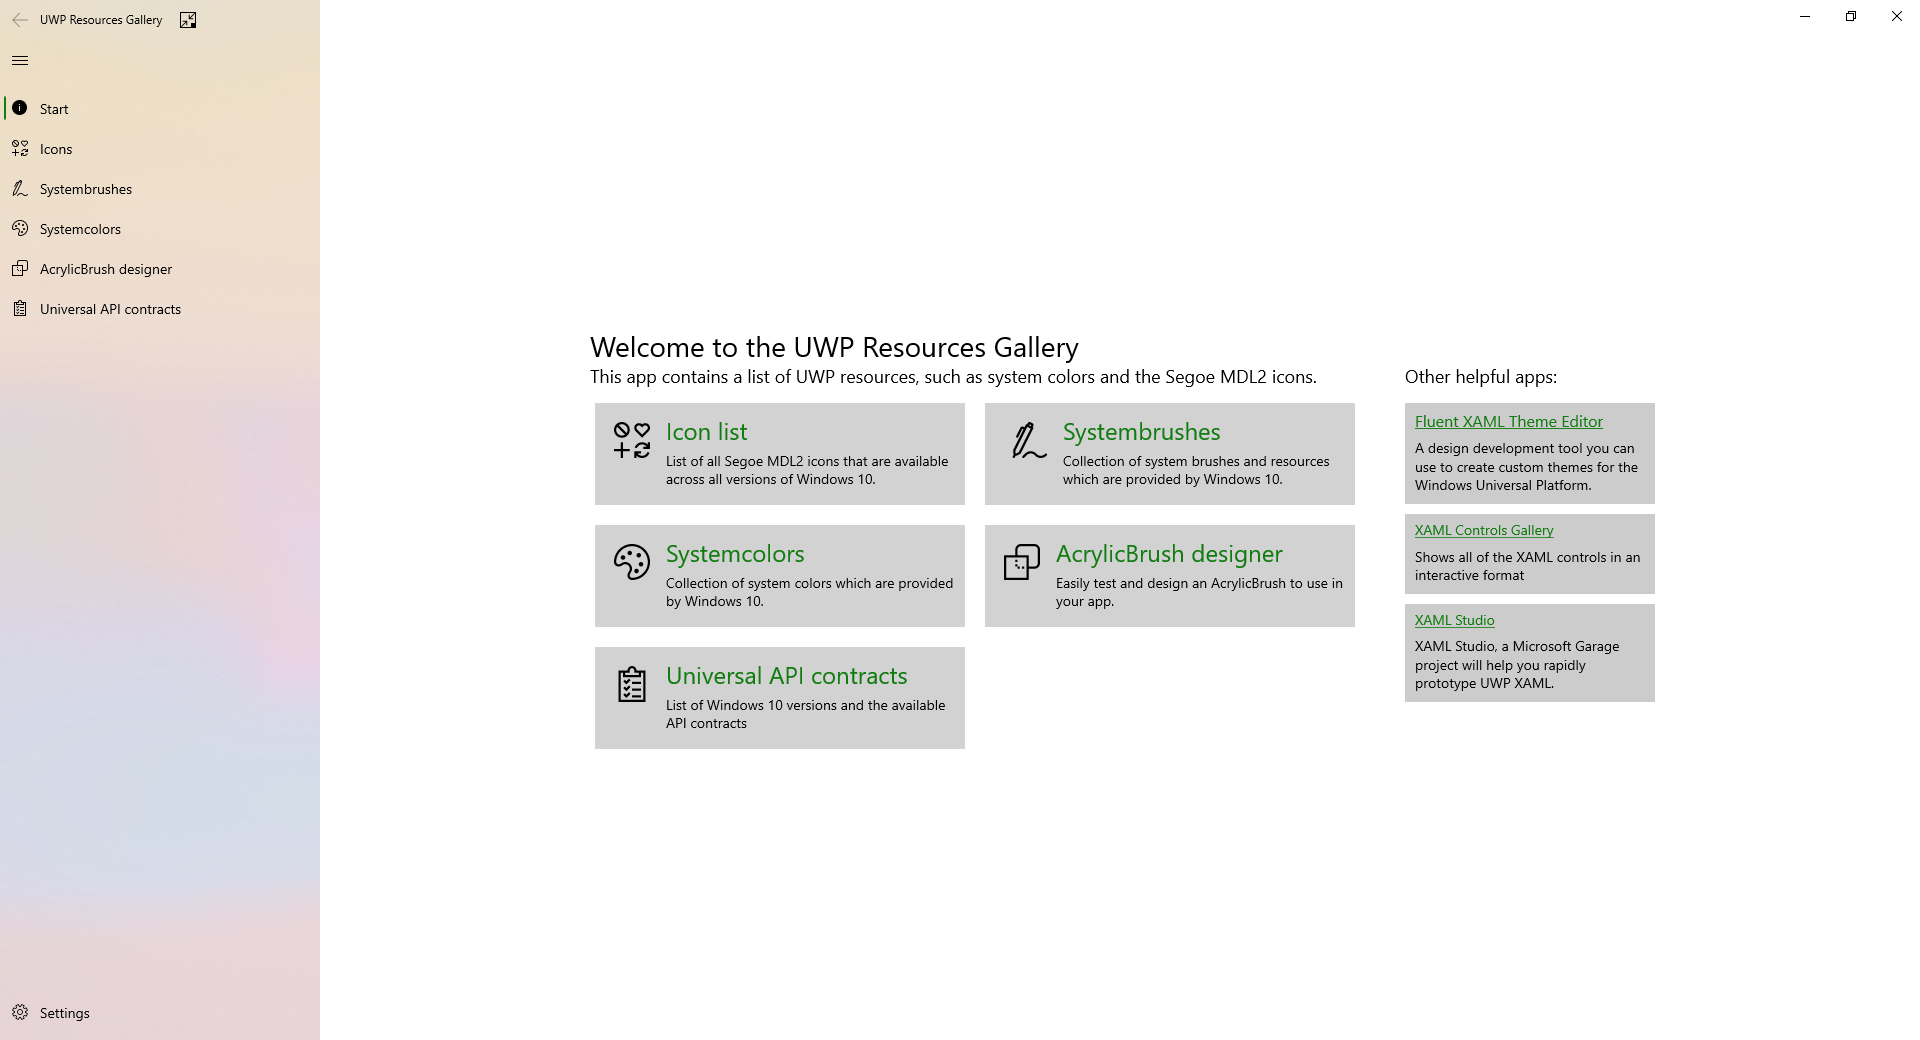 UWP Resources Gallery
Start
Icons
Systembrushes
Systemcolors
AcrylicBrush designer
Universal API contracts
Settings
Welcome to the UWP Resources Gallery
This app contains a list of UWP resources, such as system colors and the Segoe MDL2 icons.
Icon list
List of all Segoe MDL2 icons that are available
across all versions of Windows 10.
Systembrushes
Collection of system brushes and resources
which are provided by Windows 10.
Systemcolors
Collection of system colors which are provided
by Windows 10.
AcrylicBrush designer
Easily test and design an AcrylicBrush to use in
your app.
Universal API contracts
List of Windows 10 versions and the available
API contracts
Other helpful apps:
Fluent XAML Theme Editor
A design development tool you can
use to create custom themes for the
Windows Universal Platform.
XAML Controls Gallery
Shows all of the XAML controls in an
interactive format
XAML Studio
XAML Studio, a Microsoft Garage
project will help you rapidly
prototype UWP XAML.